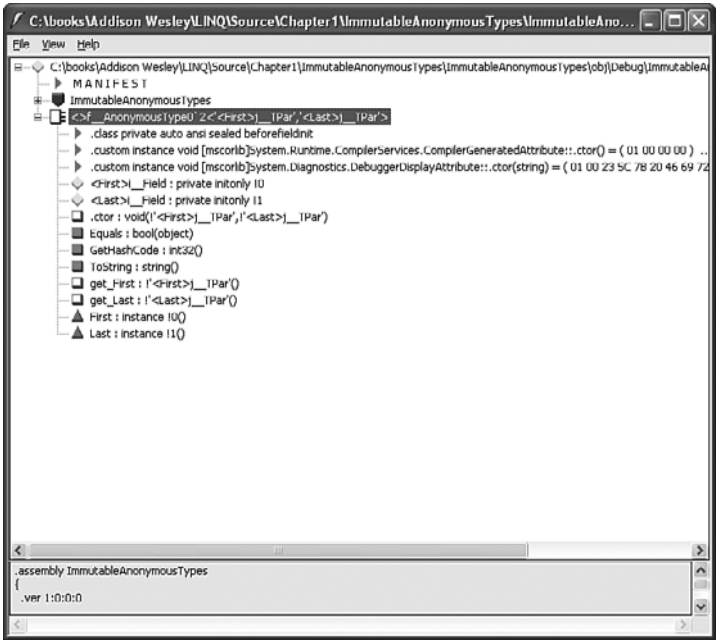 C:\books\Addison Wesley\LINQ\Source\Chapter1\ImmutableAnonymousTypes\ImmutableAno...
File View Help
C:\books\Addison Wesley\LINQ\Source\Chapter1\ImmutableAnonymousTypes\ImmutableAnonymousTypes\obj\Debug\ImmutableA
MANIFEST
ImmutableAnonymousTypes
<>f__AnonymousType0`2<'<First>j__TPar','<Last>j__TPar'>
.class private auto ansi sealed beforefieldinit
.custom instance void [mscorlib]System.Runtime.CompilerServices.CompilerGeneratedAttribute::.ctor() = ( 01 00 00 00 ) ..
.custom instance void [mscorlib]System.Diagnostics.DebuggerDisplayAttribute::.ctor(string) = ( 01 00 23 5C 7B 20 46 69 72
<First>i__Field : private initonly !0
<Last>i__Field : private initonly !1
.ctor : void(!'<First>j__TPar',!'<Last>j__TPar')
Equals : bool(object)
GetHashCode : int32()
ToString : string()
get_First : !'<First>j__TPar'()
get_Last : !'<Last>j__TPar'()
First : instance !0()
Last : instance !1()
.assembly ImmutableAnonymousTypes
{
.ver 1:0:0:0